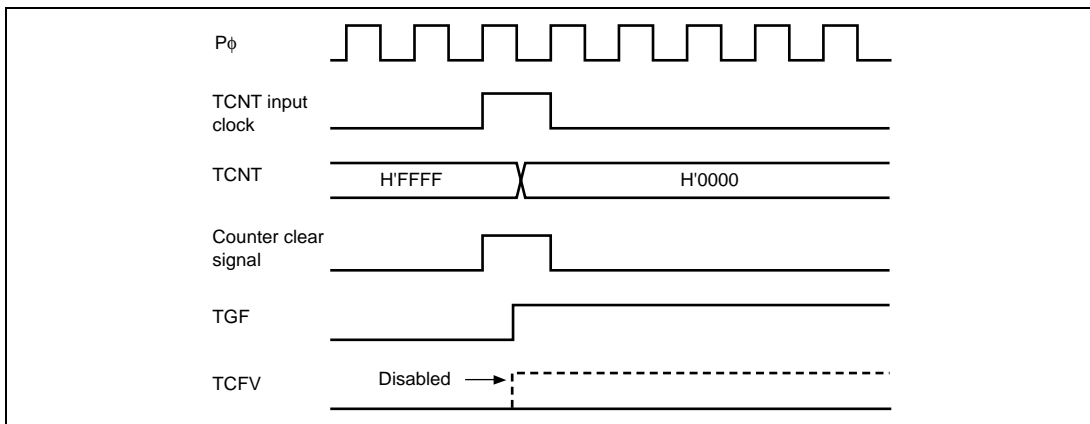 Pϕ
TCNT input
clock
TCNT
H'FFFF
H'0000
Counter clear
signal
TGF
TCFV
Disabled